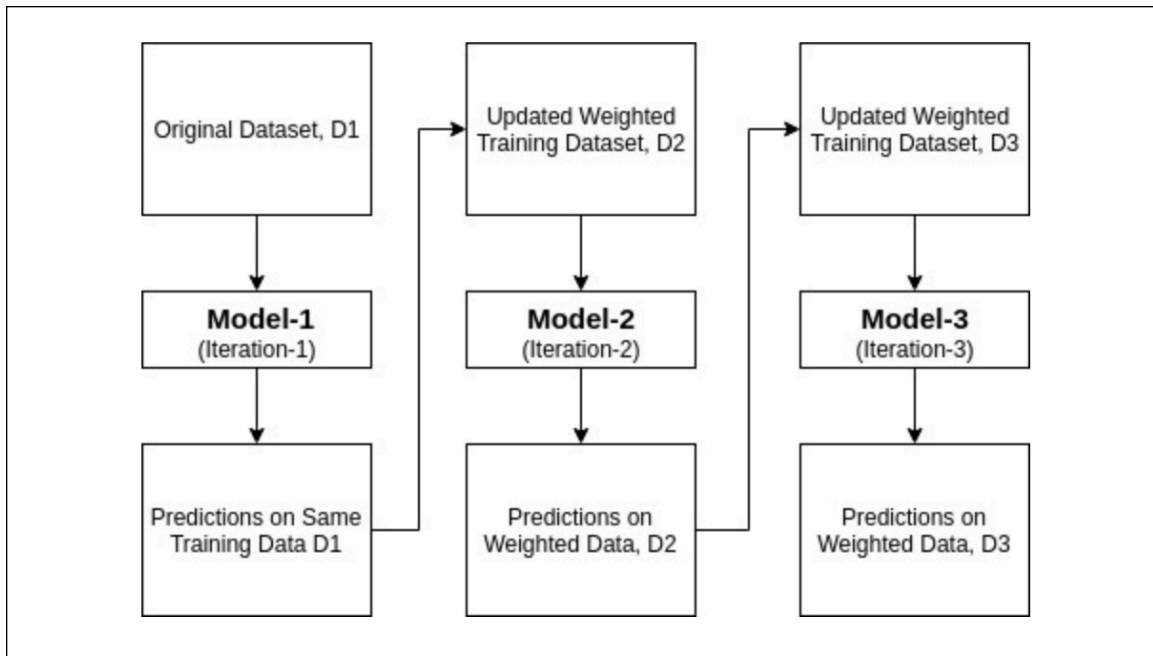 Original Dataset, D1
Updated Weighted
Training Dataset, D2
Updated Weighted
Training Dataset, D3
Model-1
(Iteration-1)
Model-2
(Iteration-2)
Model-3
(Iteration-3)
Predictions on Same
Training Data D1
Predictions on
Weighted Data, D2
Predictions on
Weighted Data, D3